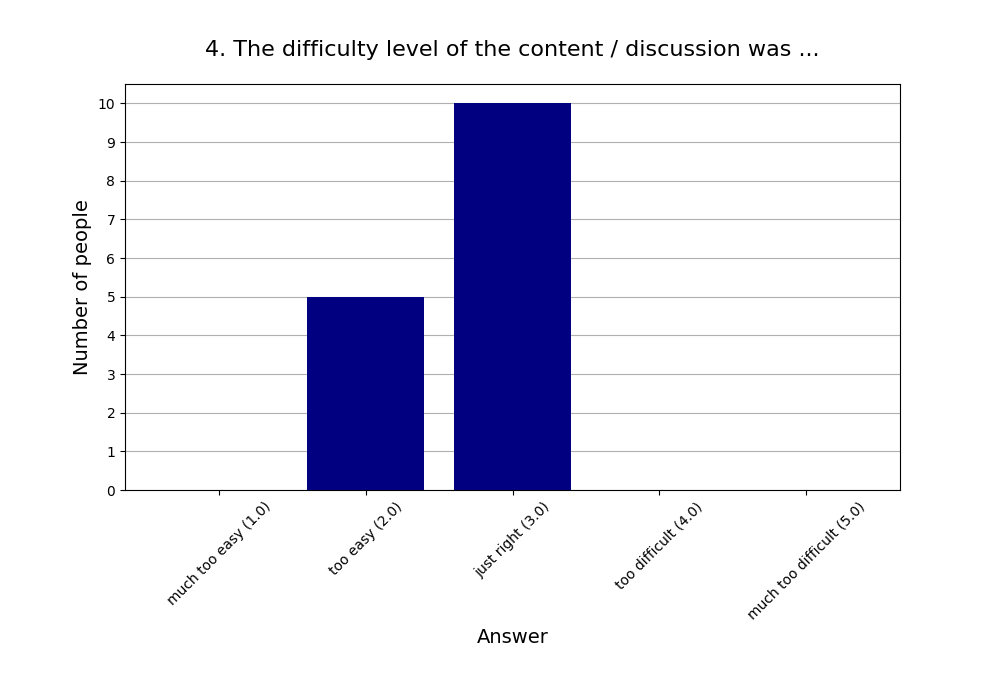 4. The difficulty level of the content / discussion was ...
Number of people
10
9
8
7
6
5
4
3
2
1
0
much too easy (1.0)
too easy (2.0)
just right (3.0)
too difficult (4.0)
much too difficult (5.0)
Answer